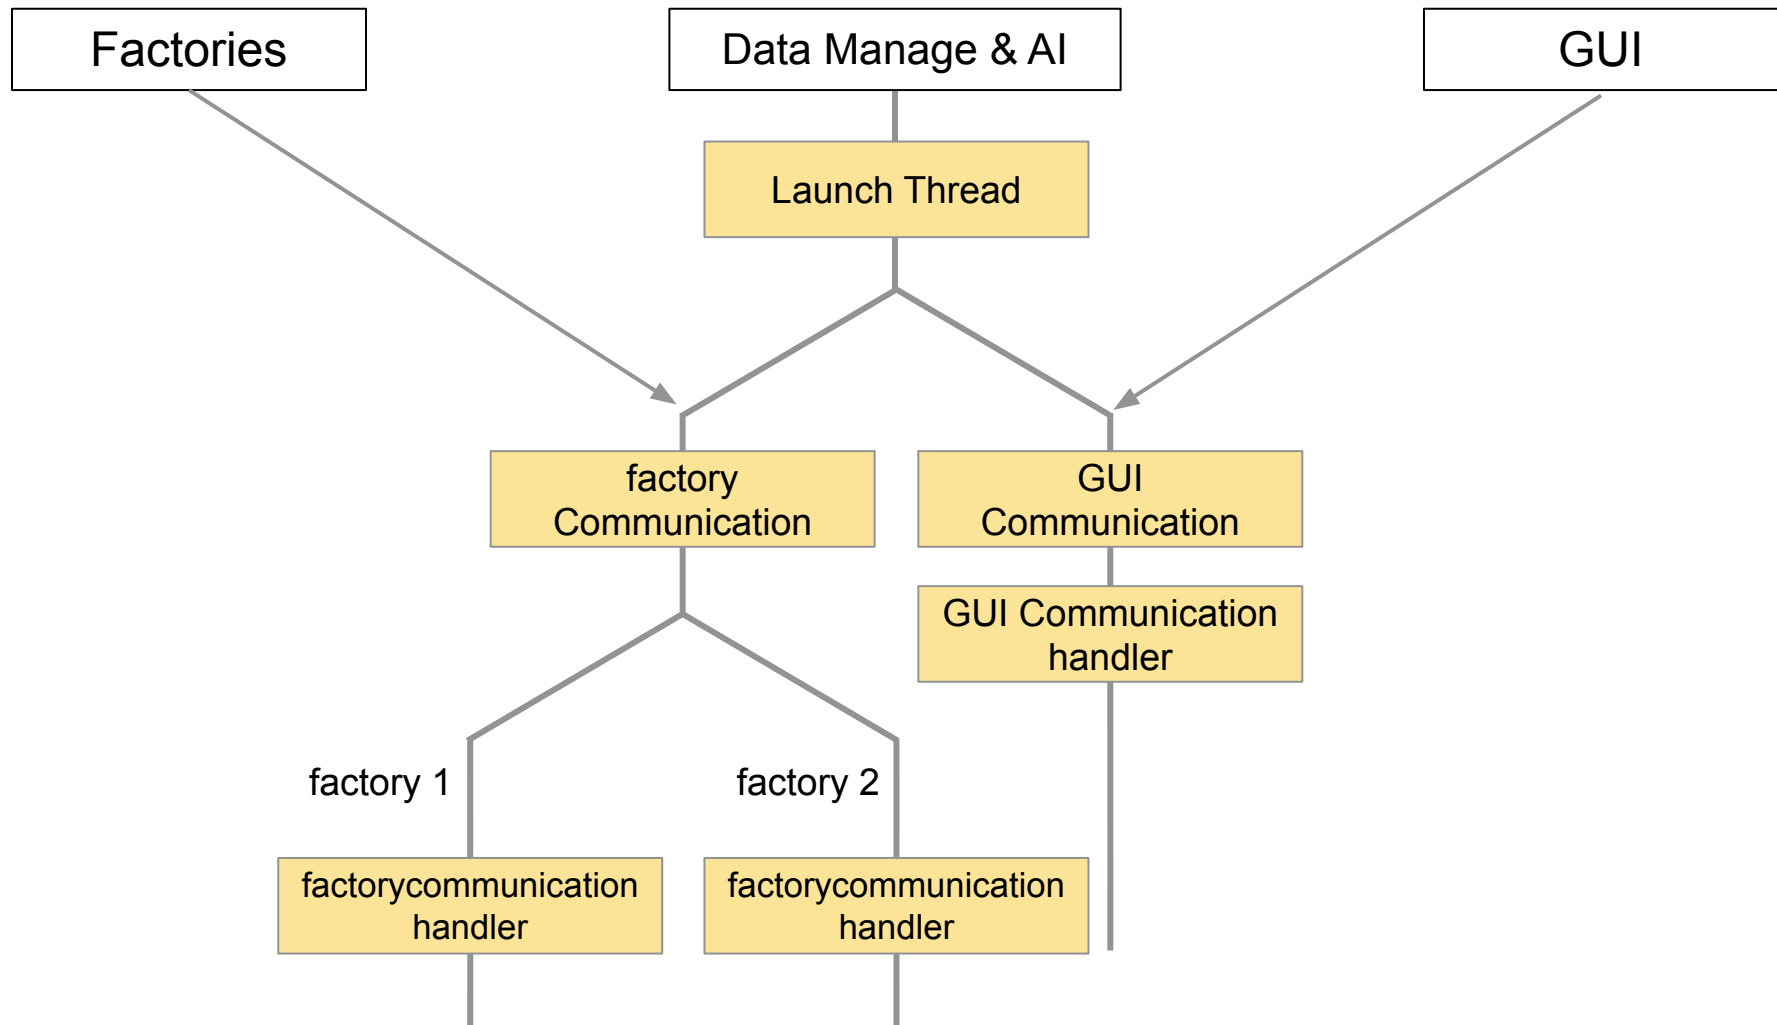 Factories
Data Manage & AI
GUI
Launch Thread
factory
Communication
GUI
Communication
GUI Communication
handler
factory 1
factory 2
factorycommunication
handler
factorycommunication
handler